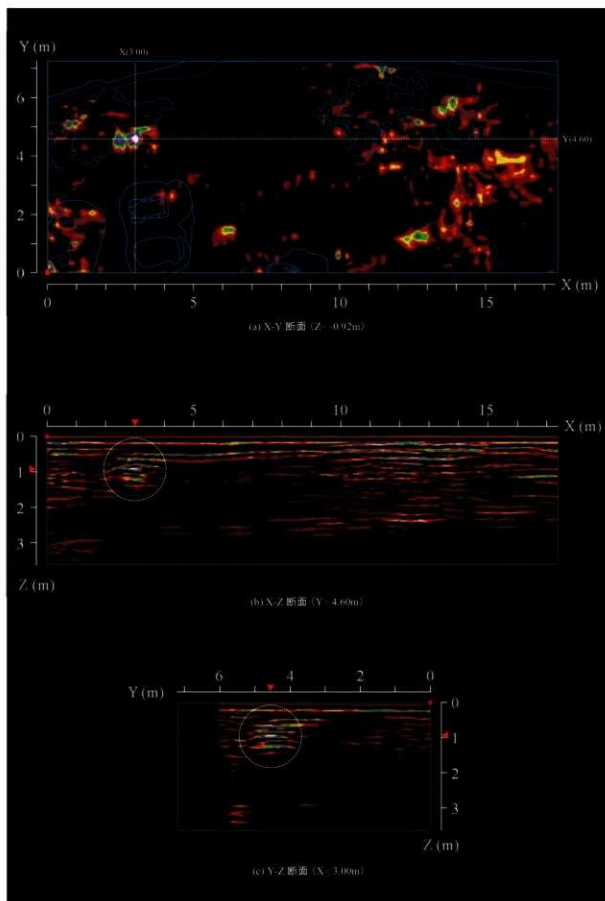 Y (m)
X(3.00)
6
4
2
0
Y(4.60)
0 5 10 15
X (m)
(a) X-Y 断面 (Z= -0.92m)
0 5 10 15
X (m)
0
1
2
3
Z (m)
(b) X-Z 断面 (Y= 4.60m)
Y (m)
6 4 2 0
0
1
2
3
Z (m)
(c) Y-Z 断面 (X= 3.00m)